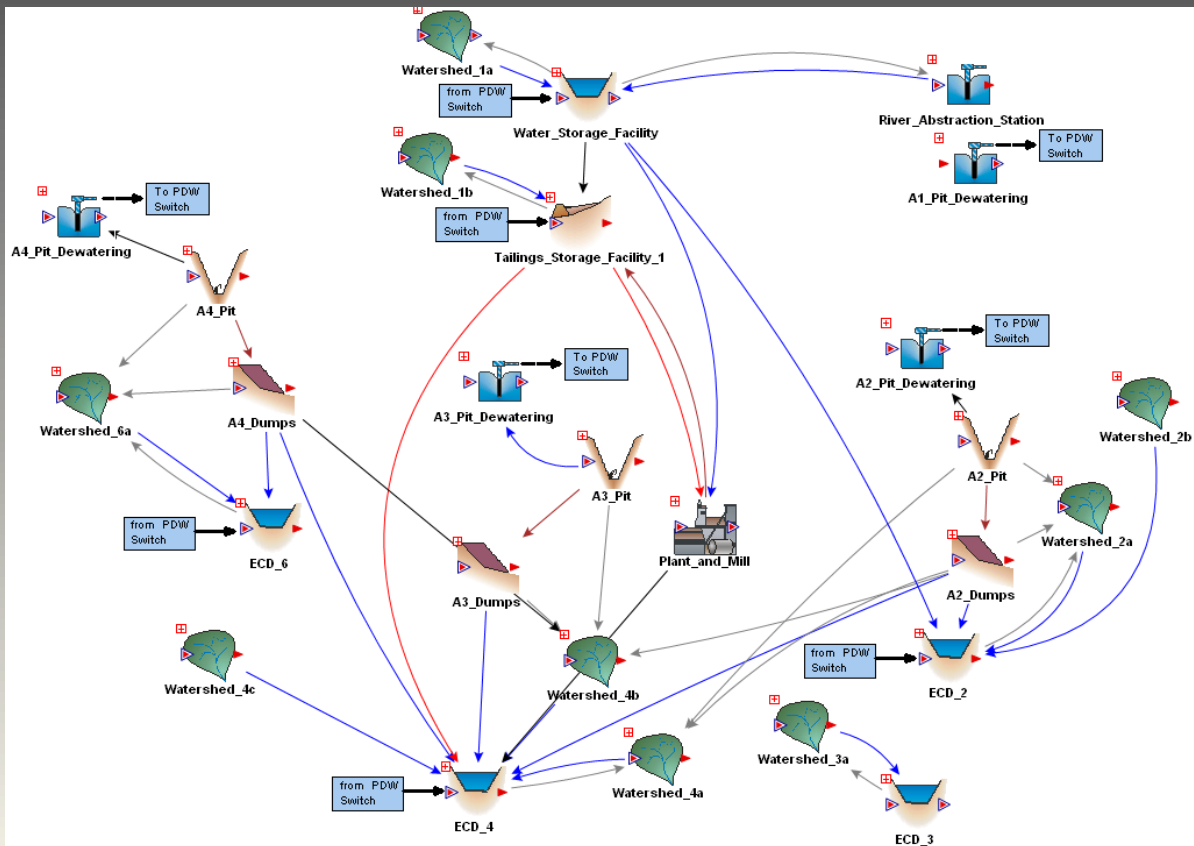 Watershed_1a
from PDW
Switch
Water_Storage_Facility
River_Abstraction_Station
To PDW
Switch
A1_Pit_Dewatering
Watershed_1b
To PDW
Switch
from PDW
Switch
A4_Pit_Dewatering
Tailings_Storage_Facility_1
A4_Pit
To PDW
Switch
To PDW
Switch
A2_Pit_Dewatering
A3_Pit_Dewatering
A4_Dumps
Watershed_6a
Watershed_2b
A2_Pit
A3_Pit
from PDW
Switch
Watershed_2a
ECD_6
Plant_and_Mill
A2_Dumps
A3_Dumps
from PDW
Switch
Watershed_4c
Watershed_4b
ECD_2
Watershed_3a
from PDW
Switch
Watershed_4a
ECD_4
ECD_3